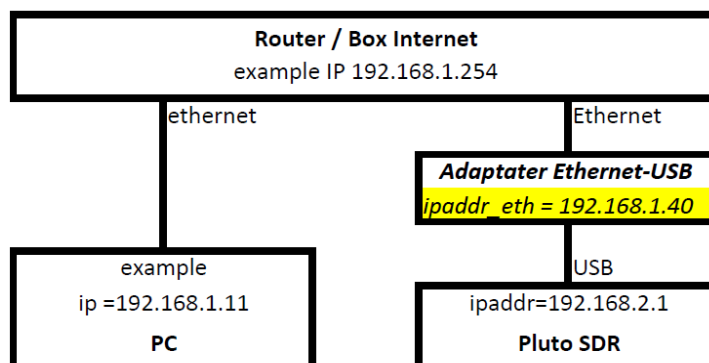 Router / Box Internet
example IP 192.168.1.254
ethernet
Ethernet
Adaptater Ethernet-USB
ipaddr_eth = 192.168.1.40
example
ip =192.168.1.11
PC
USB
ipaddr=192.168.2.1
Pluto SDR